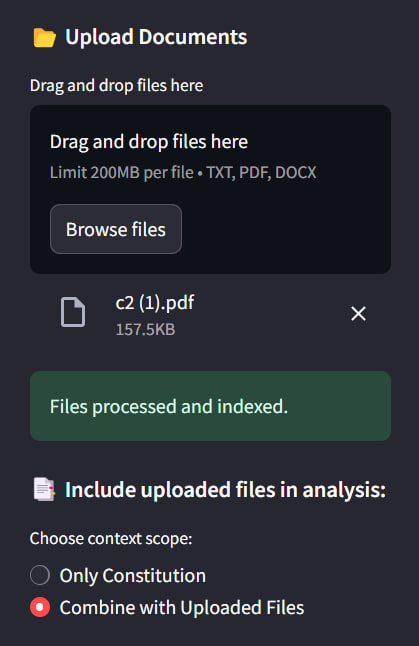 Upload Documents
Drag and drop files here
Drag and drop files here
Limit 200MB per file • TXT, PDF, DOCX
Browse files
c2 (1).pdf
157.5KB
Files processed and indexed.
Include uploaded files in analysis:
Choose context scope:
Only Constitution
Combine with Uploaded Files